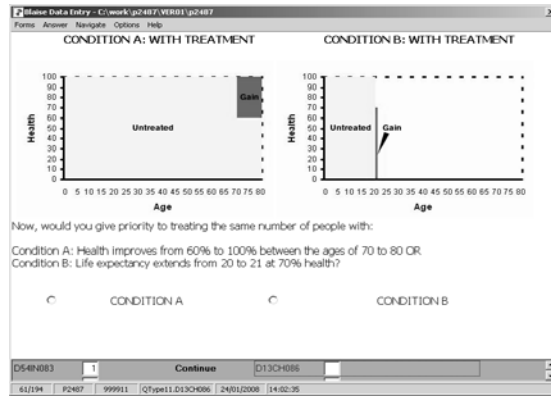 Blaise Data Entry - C:\work\p2487\VER01\p2487
Forms Answer Navigate Options Help
CONDITION A: WITH TREATMENT
CONDITION B: WITH TREATMENT
Health
100
90
80
70
60
50
40
30
20
10
0
Untreated
Gain
0 5 10 15 20 25 30 35 40 45 50 55 60 65 70 75 80
Age
Health
100
90
80
70
60
50
40
30
20
10
0
Untreated
Gain
0 5 10 15 20 25 30 35 40 45 50 55 60 65 70 75 80
Age
Now, would you give priority to treating the same number of people with:
Condition A: Health improves from 60% to 100% between the ages of 70 to 80 OR
Condition B: Life expectancy extends from 20 to 21 at 70% health?
CONDITION A
CONDITION B
D54IN083 1 Continue D13CH086
61/194 P2487 999911 QType11.D13CH086 24/01/2008 14:02:35